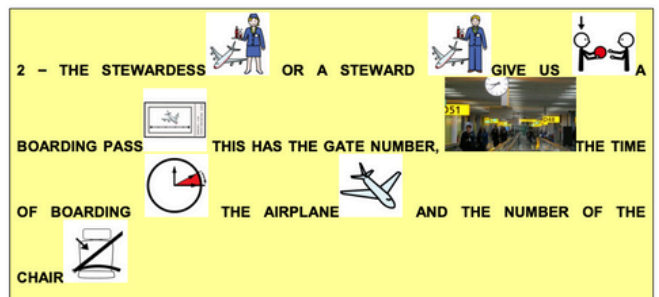 2 – THE STEWARDESS OR A STEWARD GIVE US A
BOARDING PASS THIS HAS THE GATE NUMBER, THE TIME
OF BOARDING THE AIRPLANE AND THE NUMBER OF THE
CHAIR